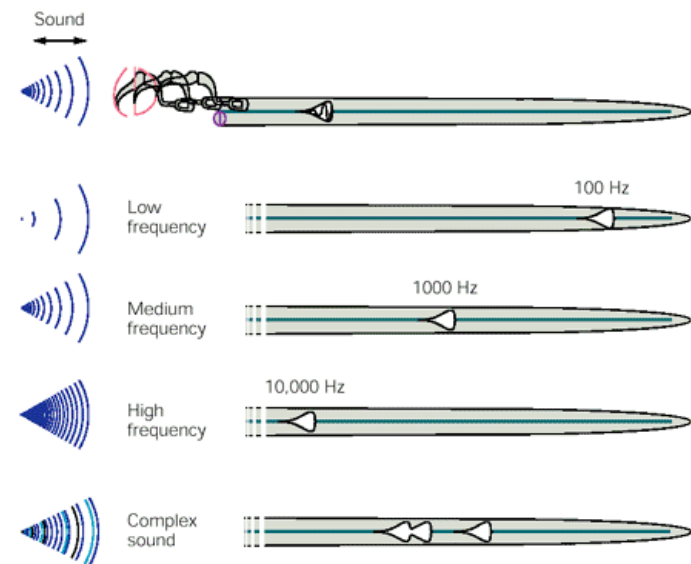 Sound
100 Hz
Low
frequency
1000 Hz
Medium
frequency
10,000 Hz
High
frequency
Complex
sound